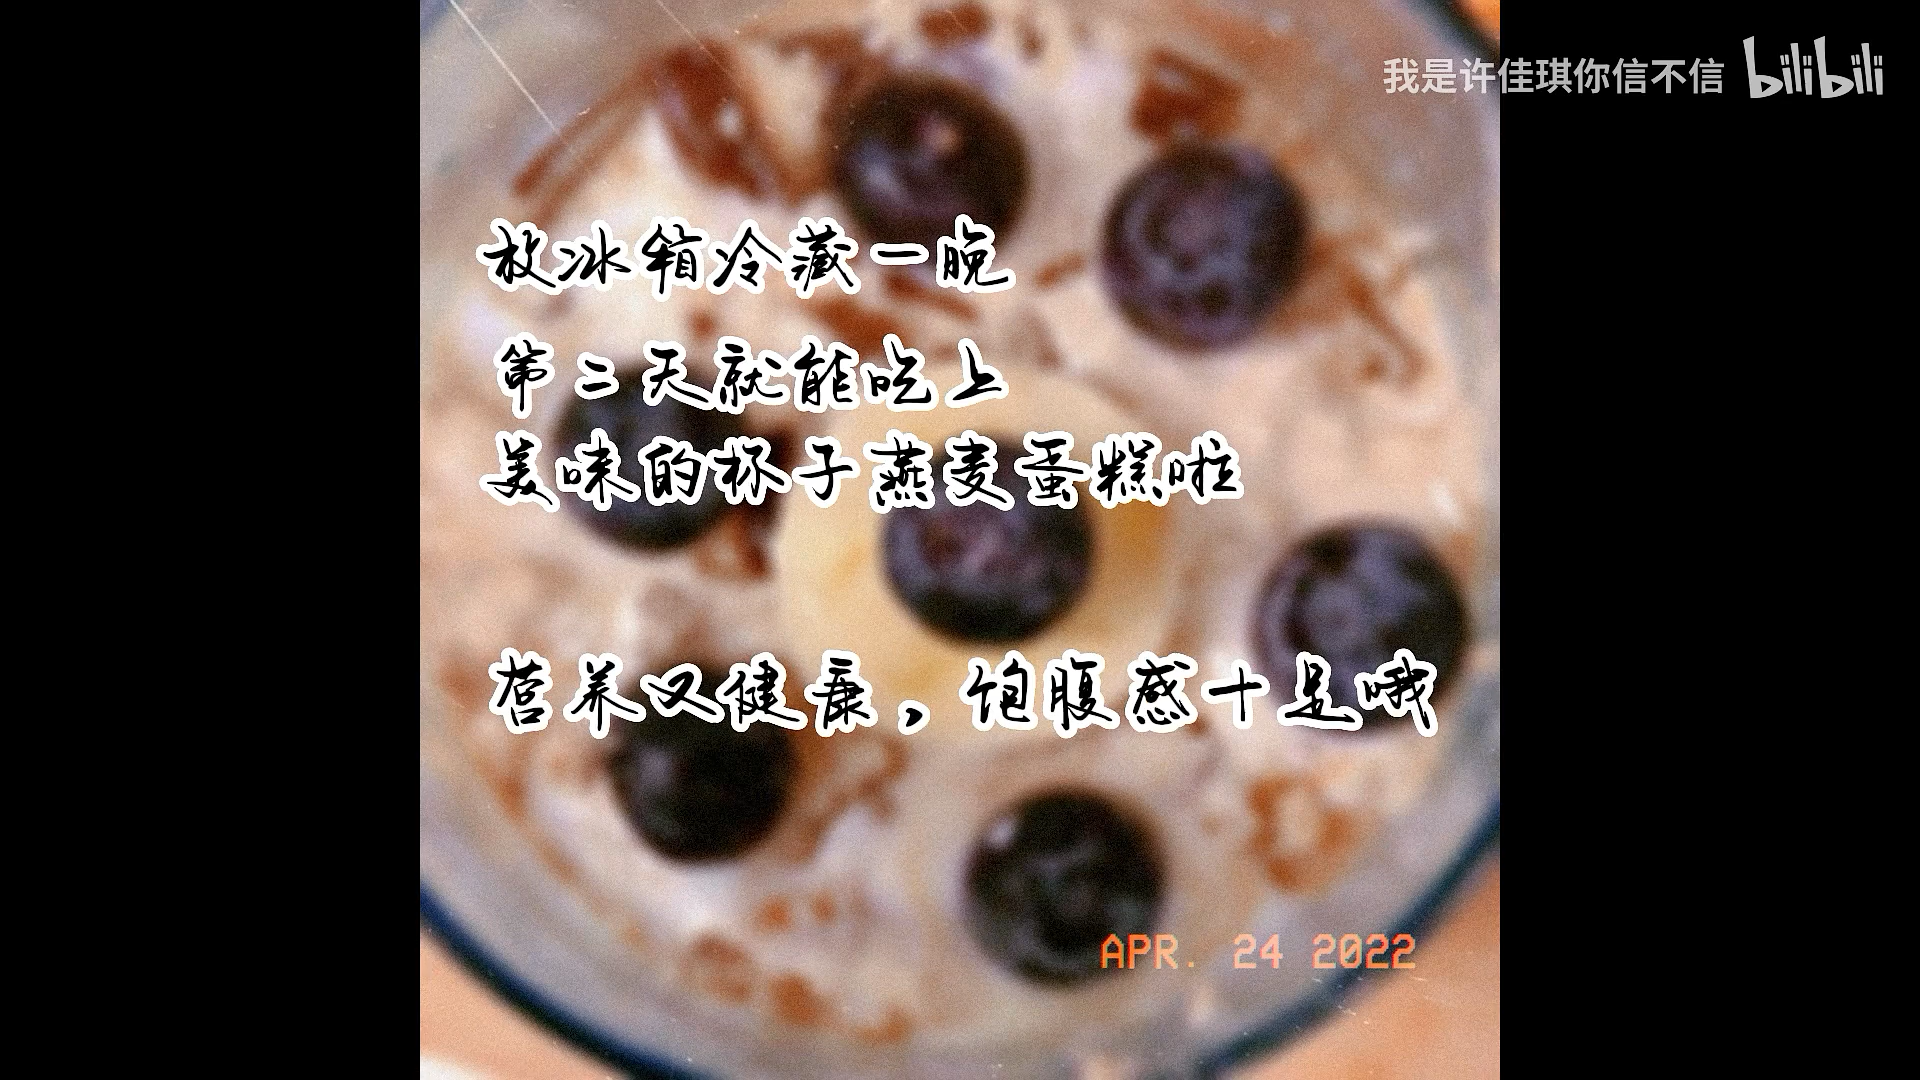 我是许佳琪你信不信 bilibili
放冰箱冷藏一晚
第二天就能吃上
美味的杯子燕麦蛋糕啦
营养又健康，饱腹感十足哦
APR. 24 2022